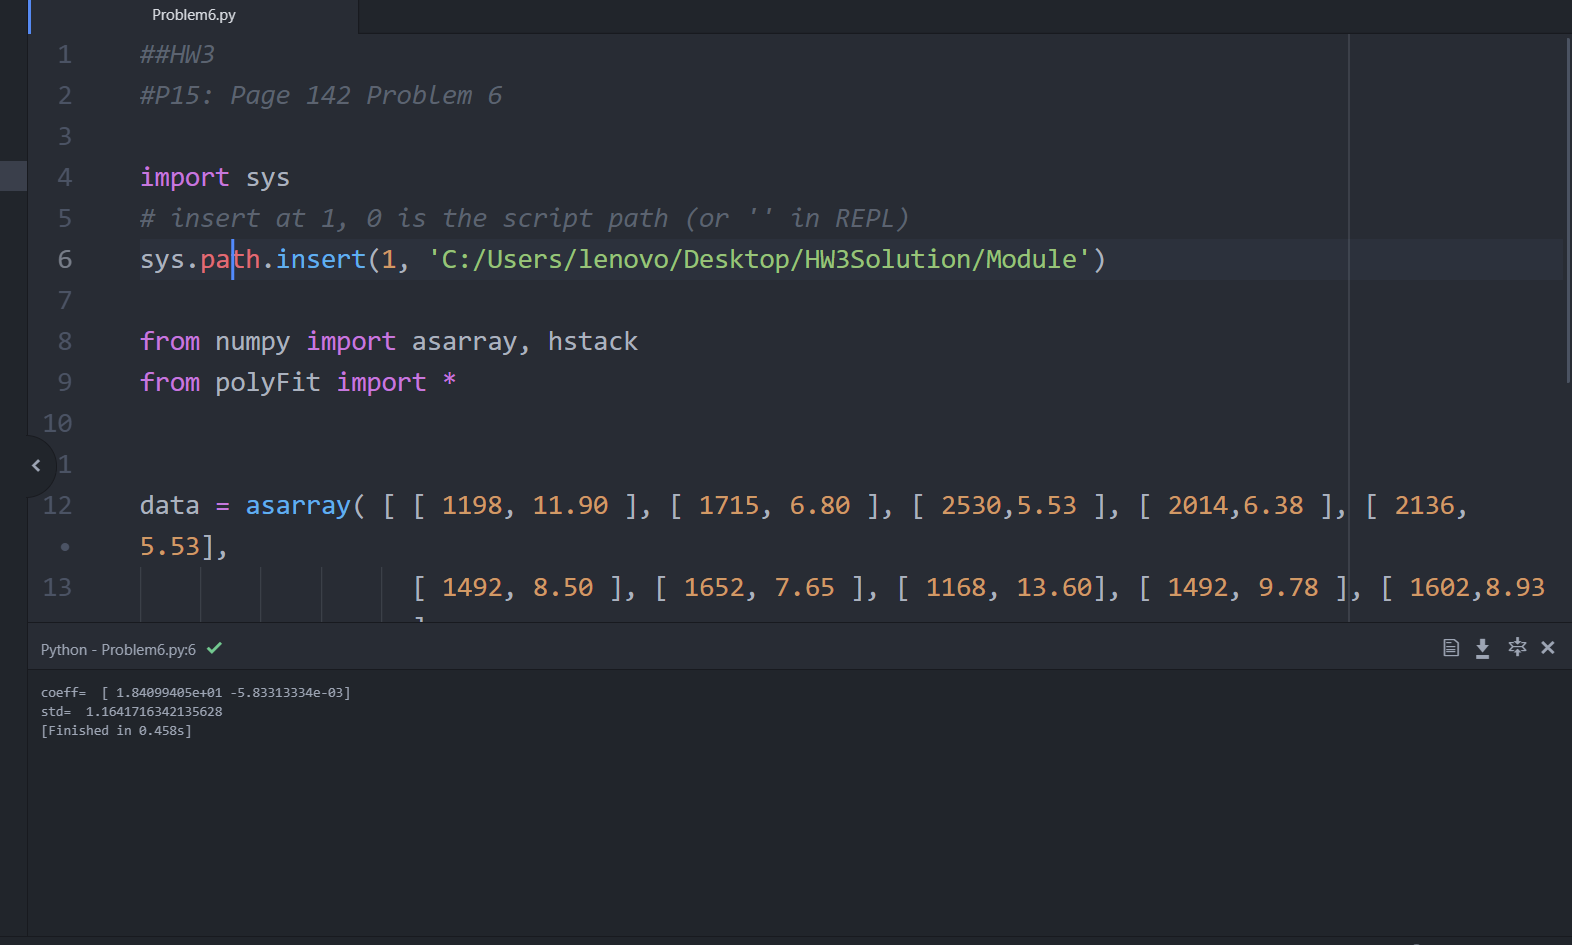 Problem6.py
1 ##HW3
2 #P15: Page 142 Problem 6
3
4 import sys
5 # insert at 1, 0 is the script path (or '' in REPL)
6 sys.path.insert(1, 'C:/Users/lenovo/Desktop/HW3Solution/Module')
7
8 from numpy import asarray, hstack
9 from polyFit import *
10
1
12 data = asarray( [ [ 1198, 11.90 ], [ 1715, 6.80 ], [ 2530,5.53 ], [ 2014,6.38 ], [ 2136,
• 5.53],
13 [ 1492, 8.50 ], [ 1652, 7.65 ], [ 1168, 13.60], [ 1492, 9.78 ], [ 1602,8.93
Python - Problem6.py:6
coeff=  [ 1.84099405e+01 -5.83313334e-03]
std=  1.1641716342135628
[Finished in 0.458s]